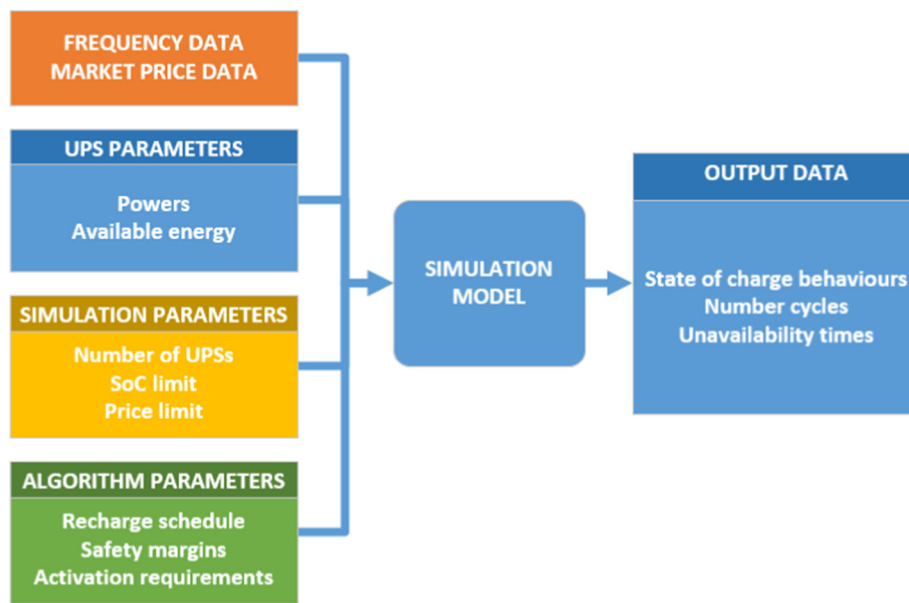 FREQUENCY DATA
MARKET PRICE DATA
UPS PARAMETERS
Powers
Available energy
SIMULATION PARAMETERS
Number of UPSs
SoC limit
Price limit
ALGORITHM PARAMETERS
Recharge schedule
Safety margins
Activation requirements
SIMULATION
MODEL
OUTPUT DATA
State of charge behaviours
Number cycles
Unavailability times